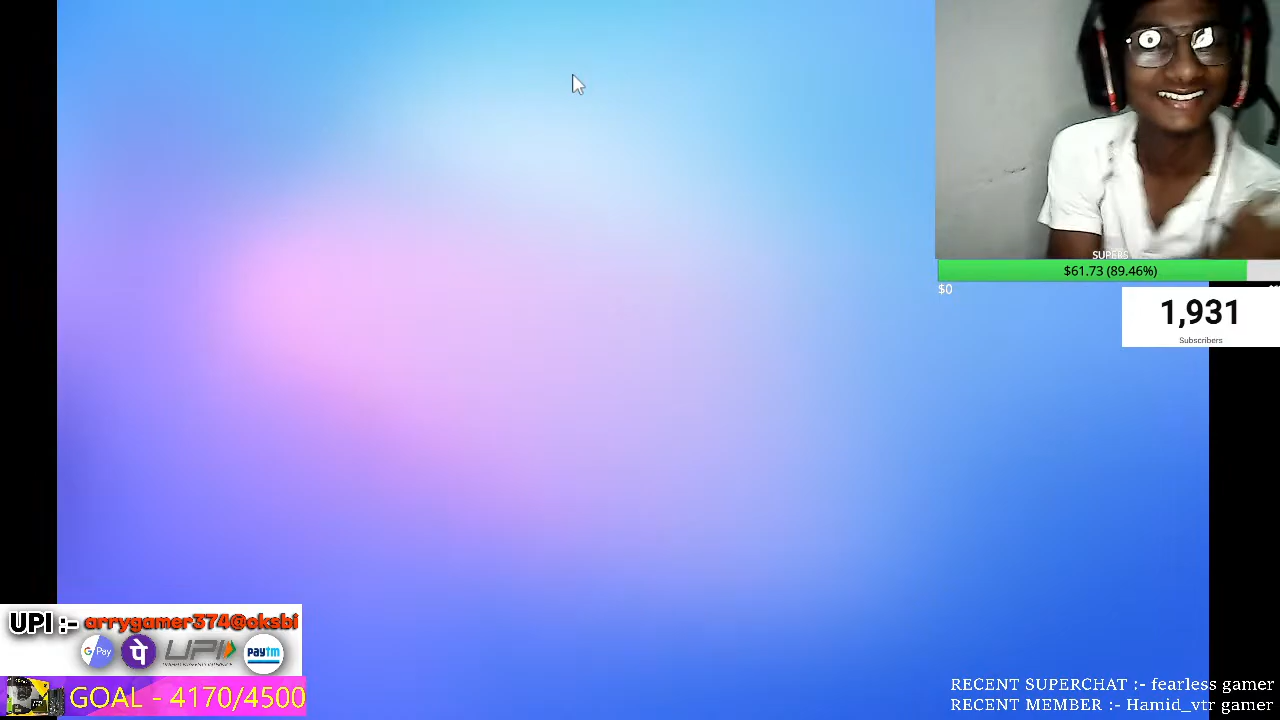 SUPERS
$61.73 (89.46%)
$0
1,931
Subscribers
UPI :- arrygamer374@oksbi
G Pay पे UPI paytm
GOAL - 4170/4500
RECENT SUPERCHAT :- fearless gamer
RECENT MEMBER :- Hamid_vtr gamer